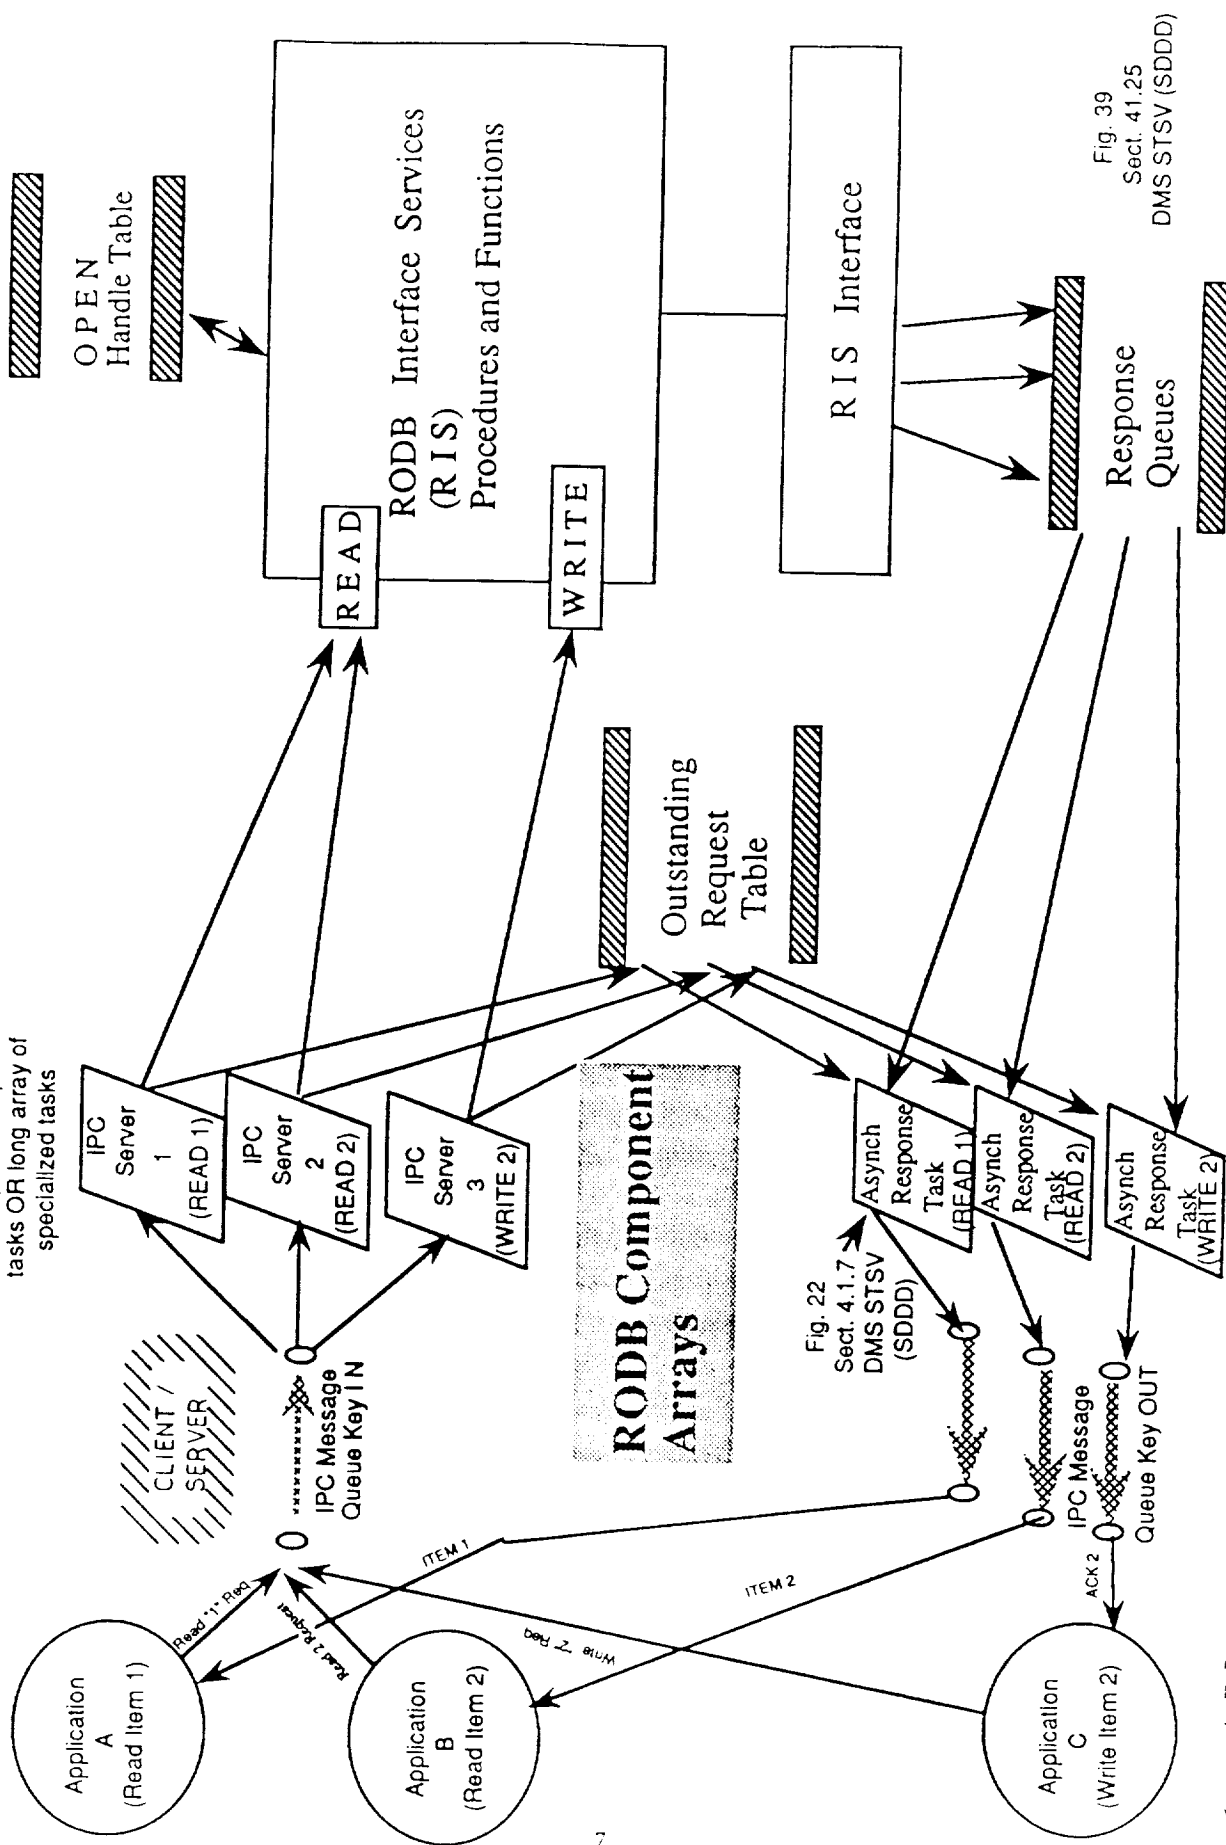 tasks OR long array of
specialized tasks
CLIENT /
SERVER
Application
A
(Read Item 1)
Application
B
(Read Item 2)
Application
C
(Write Item 2)
Read "1" Req
Read 2 Request
Write "2" Req
ITEM 1
ITEM 2
ACK 2
IPC Message
Queue Key IN
IPC
Server
1
(READ 1)
IPC
Server
2
(READ 2)
IPC
Server
3
(WRITE 2)
RODB Component
Arrays
Fig. 22
Sect. 4.1.7
DMS STSV
(SDDD)
IPC Message
Queue Key OUT
Asynch
Response
Task
(READ 1)
Asynch
Response
Task
(READ 2)
Asynch
Response
Task
(WRITE 2)
Outstanding
Request
Table
OPEN
Handle Table
READ
WRITE
RODB Interface Services
(RIS)
Procedures and Functions
RIS Interface
Response
Queues
Fig. 39
Sect. 41.25
DMS STSV (SDDD)
7